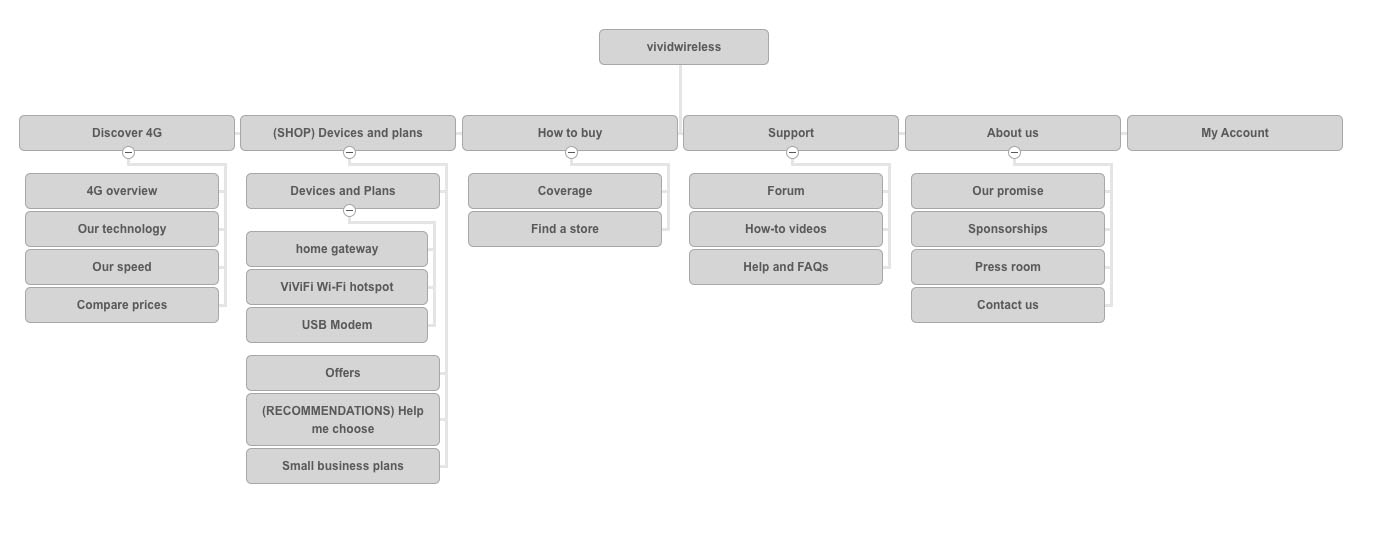 vividwireless
Discover 4G
(SHOP) Devices and plans
How to buy
Support
About us
My Account
4G overview
Our technology
Our speed
Compare prices
Devices and Plans
home gateway
ViViFi Wi-Fi hotspot
USB Modem
Offers
(RECOMMENDATIONS) Help
me choose
Small business plans
Coverage
Find a store
Forum
How-to videos
Help and FAQs
Our promise
Sponsorships
Press room
Contact us